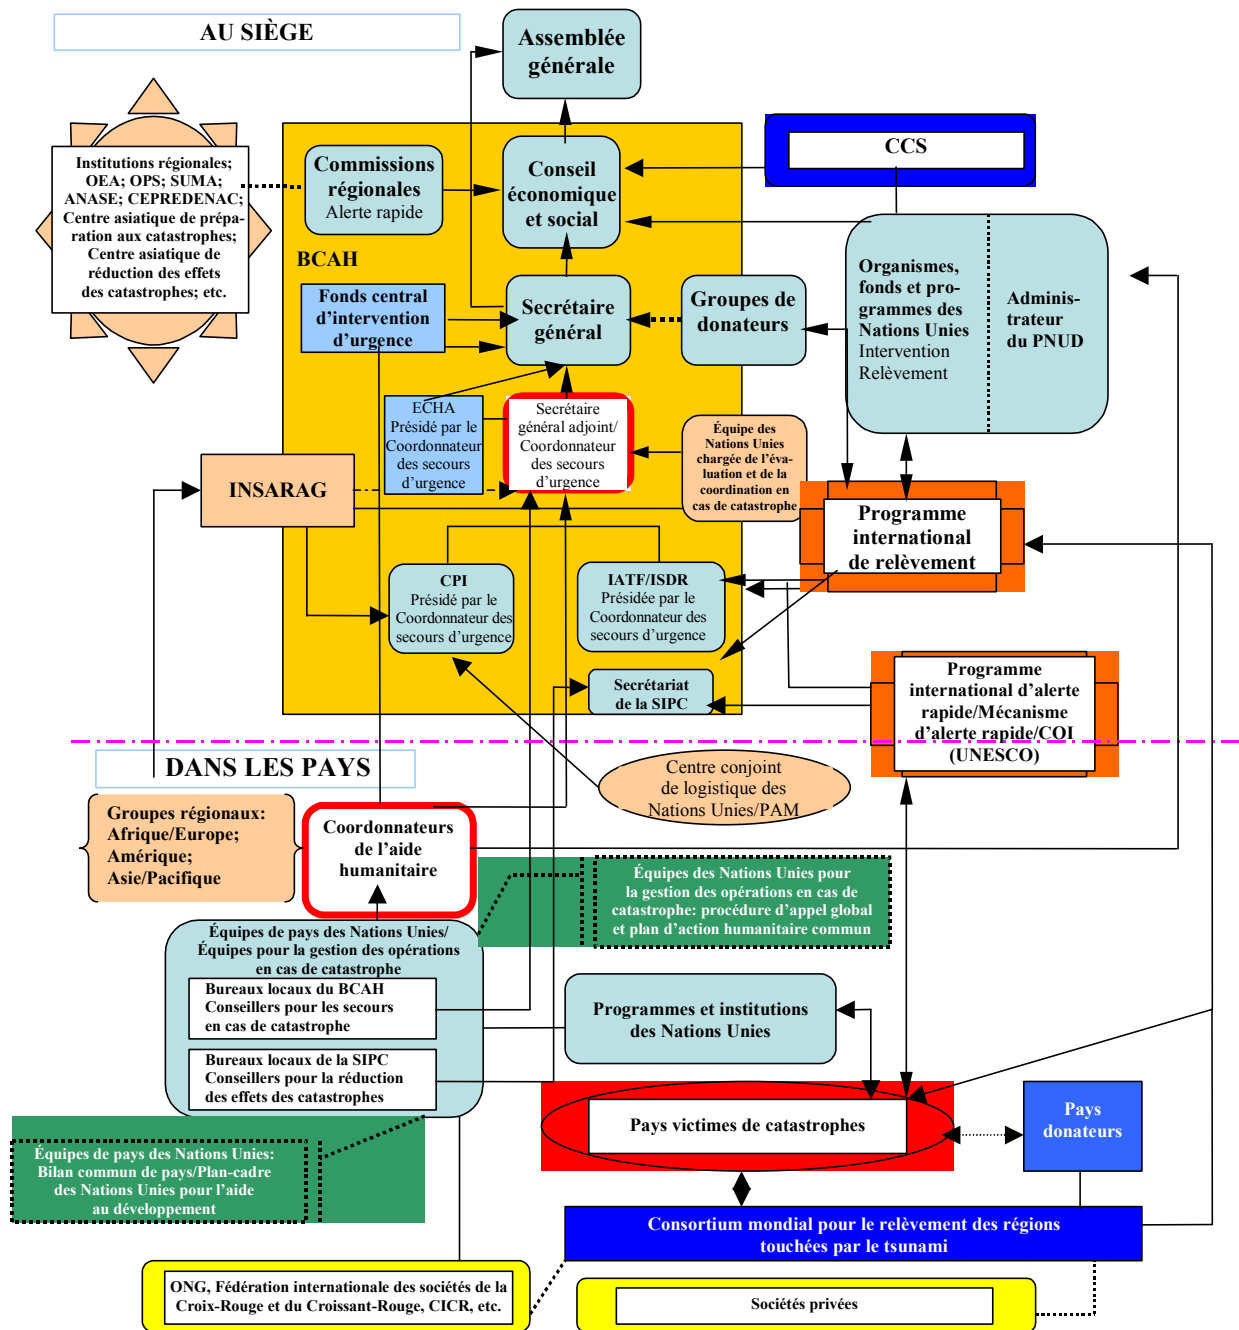 AU SIÈGE
Assemblée
générale
CCS
Institutions régionales;
OEA; OPS; SUMA;
ANASE; CEPREDENAC;
Centre asiatique de prépa-
ration aux catastrophes;
Centre asiatique de
réduction des effets
des catastrophes; etc.
Commissions
régionales
Alerte rapide
Conseil
économique
et social
BCAH
Fonds central
d'intervention
d'urgence
Secrétaire
général
Groupes de
donateurs
Organismes,
fonds et pro-
grammes des
Nations Unies
Intervention
Relèvement
Adminis-
trateur
du PNUD
ECHA
Présidé par le
Coordonnateur
des secours
d'urgence
Secrétaire
général adjoint/
Coordonnateur
des secours
d'urgence
Équipe des
Nations Unies
chargée de l'éva-
luation et de la
coordination en
cas de catastrophe
INSARAG
Programme
international
de relèvement
CPI
Présidé par le
Coordonnateur des
secours d'urgence
IATF/ISDR
Présidée par le
Coordonnateur des
secours d'urgence
Secrétariat
de la SIPC
Programme
international d'alerte
rapide/Mécanisme
d'alerte rapide/COI
(UNESCO)
DANS LES PAYS
Centre conjoint
de logistique des
Nations Unies/PAM
Groupes régionaux:
Afrique/Europe;
Amérique;
Asie/Pacifique
Coordonnateurs
de l'aide
humanitaire
Équipes des Nations Unies pour
la gestion des opérations en cas de
catastrophe: procédure d'appel global
et plan d'action humanitaire commun
Équipes de pays des Nations Unies/
Équipes pour la gestion des opérations
en cas de catastrophe
Bureaux locaux du BCAH
Conseillers pour les secours
en cas de catastrophe
Bureaux locaux de la SIPC
Conseillers pour la réduction
des effets des catastrophes
Programmes et institutions
des Nations Unies
Pays victimes de catastrophes
Pays
donateurs
Équipes de pays des Nations Unies:
Bilan commun de pays/Plan-cadre
des Nations Unies pour l'aide
au développement
Consortium mondial pour le relèvement des régions
touchées par le tsunami
ONG, Fédération internationale des sociétés de la
Croix-Rouge et du Croissant-Rouge, CICR, etc.
Sociétés privées